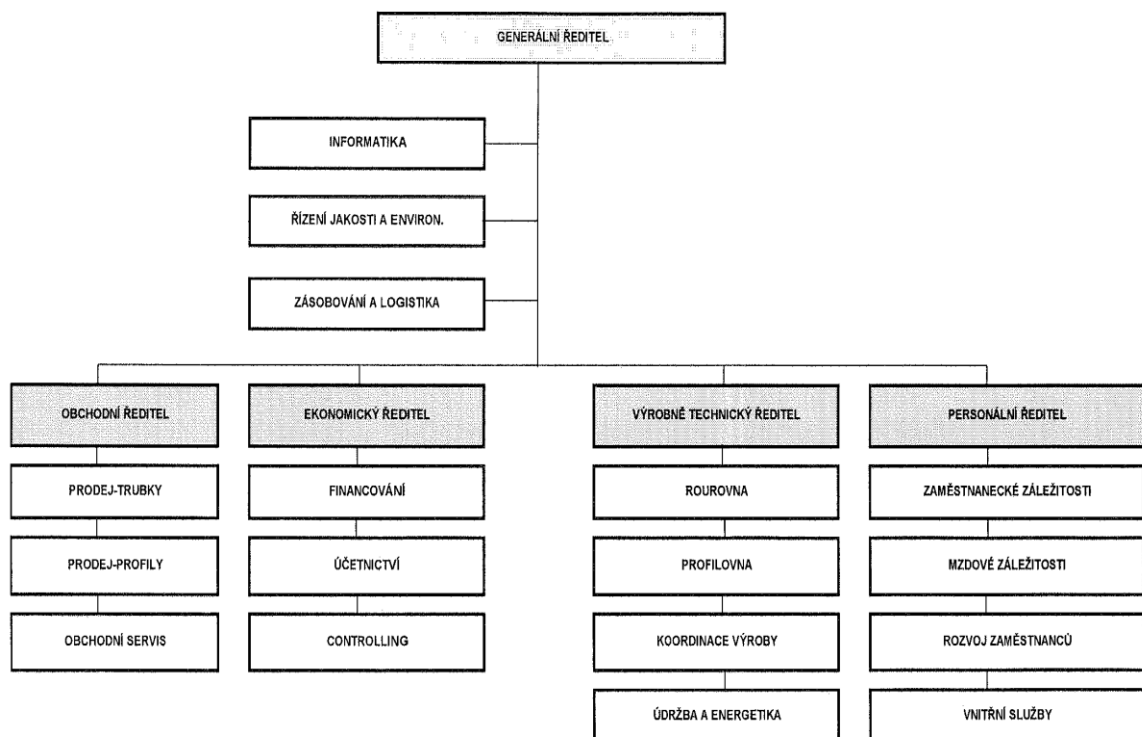 GENERÁLNÍ ŘEDITEL
INFORMATIKA
ŘÍZENÍ JAKOSTI A ENVIRON.
ZÁSOBOVÁNÍ A LOGISTIKA
OBCHODNÍ ŘEDITEL
EKONOMICKÝ ŘEDITEL
VÝROBNĚ TECHNICKÝ ŘEDITEL
PERSONÁLNÍ ŘEDITEL
PRODEJ-TRUBKY
FINANCOVÁNÍ
ROUROVNA
ZAMĚSTNANECKÉ ZÁLEŽITOSTI
PRODEJ-PROFILY
ÚČETNICTVÍ
PROFILOVNA
MZDOVÉ ZÁLEŽITOSTI
OBCHODNÍ SERVIS
CONTROLLING
KOORDINACE VÝROBY
ROZVOJ ZAMĚSTNANCŮ
ÚDRŽBA A ENERGETIKA
VNITŘNÍ SLUŽBY